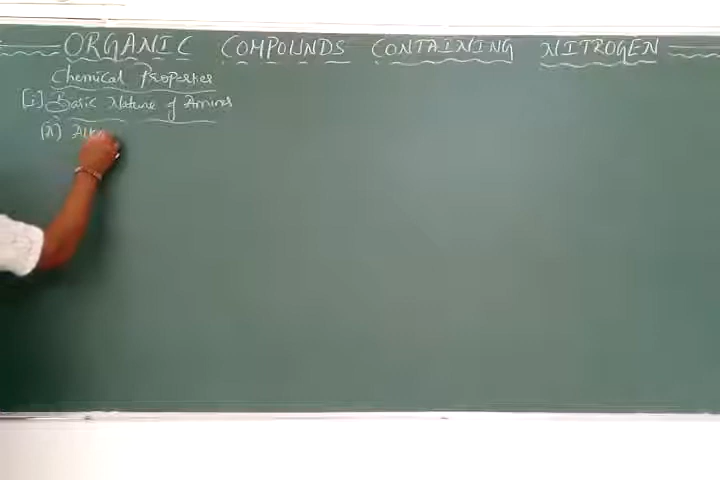 ORGANIC COMPOUNDS CONTAINING NITROGEN
Chemical Properties
[i] Basic Nature of Amines
(A)